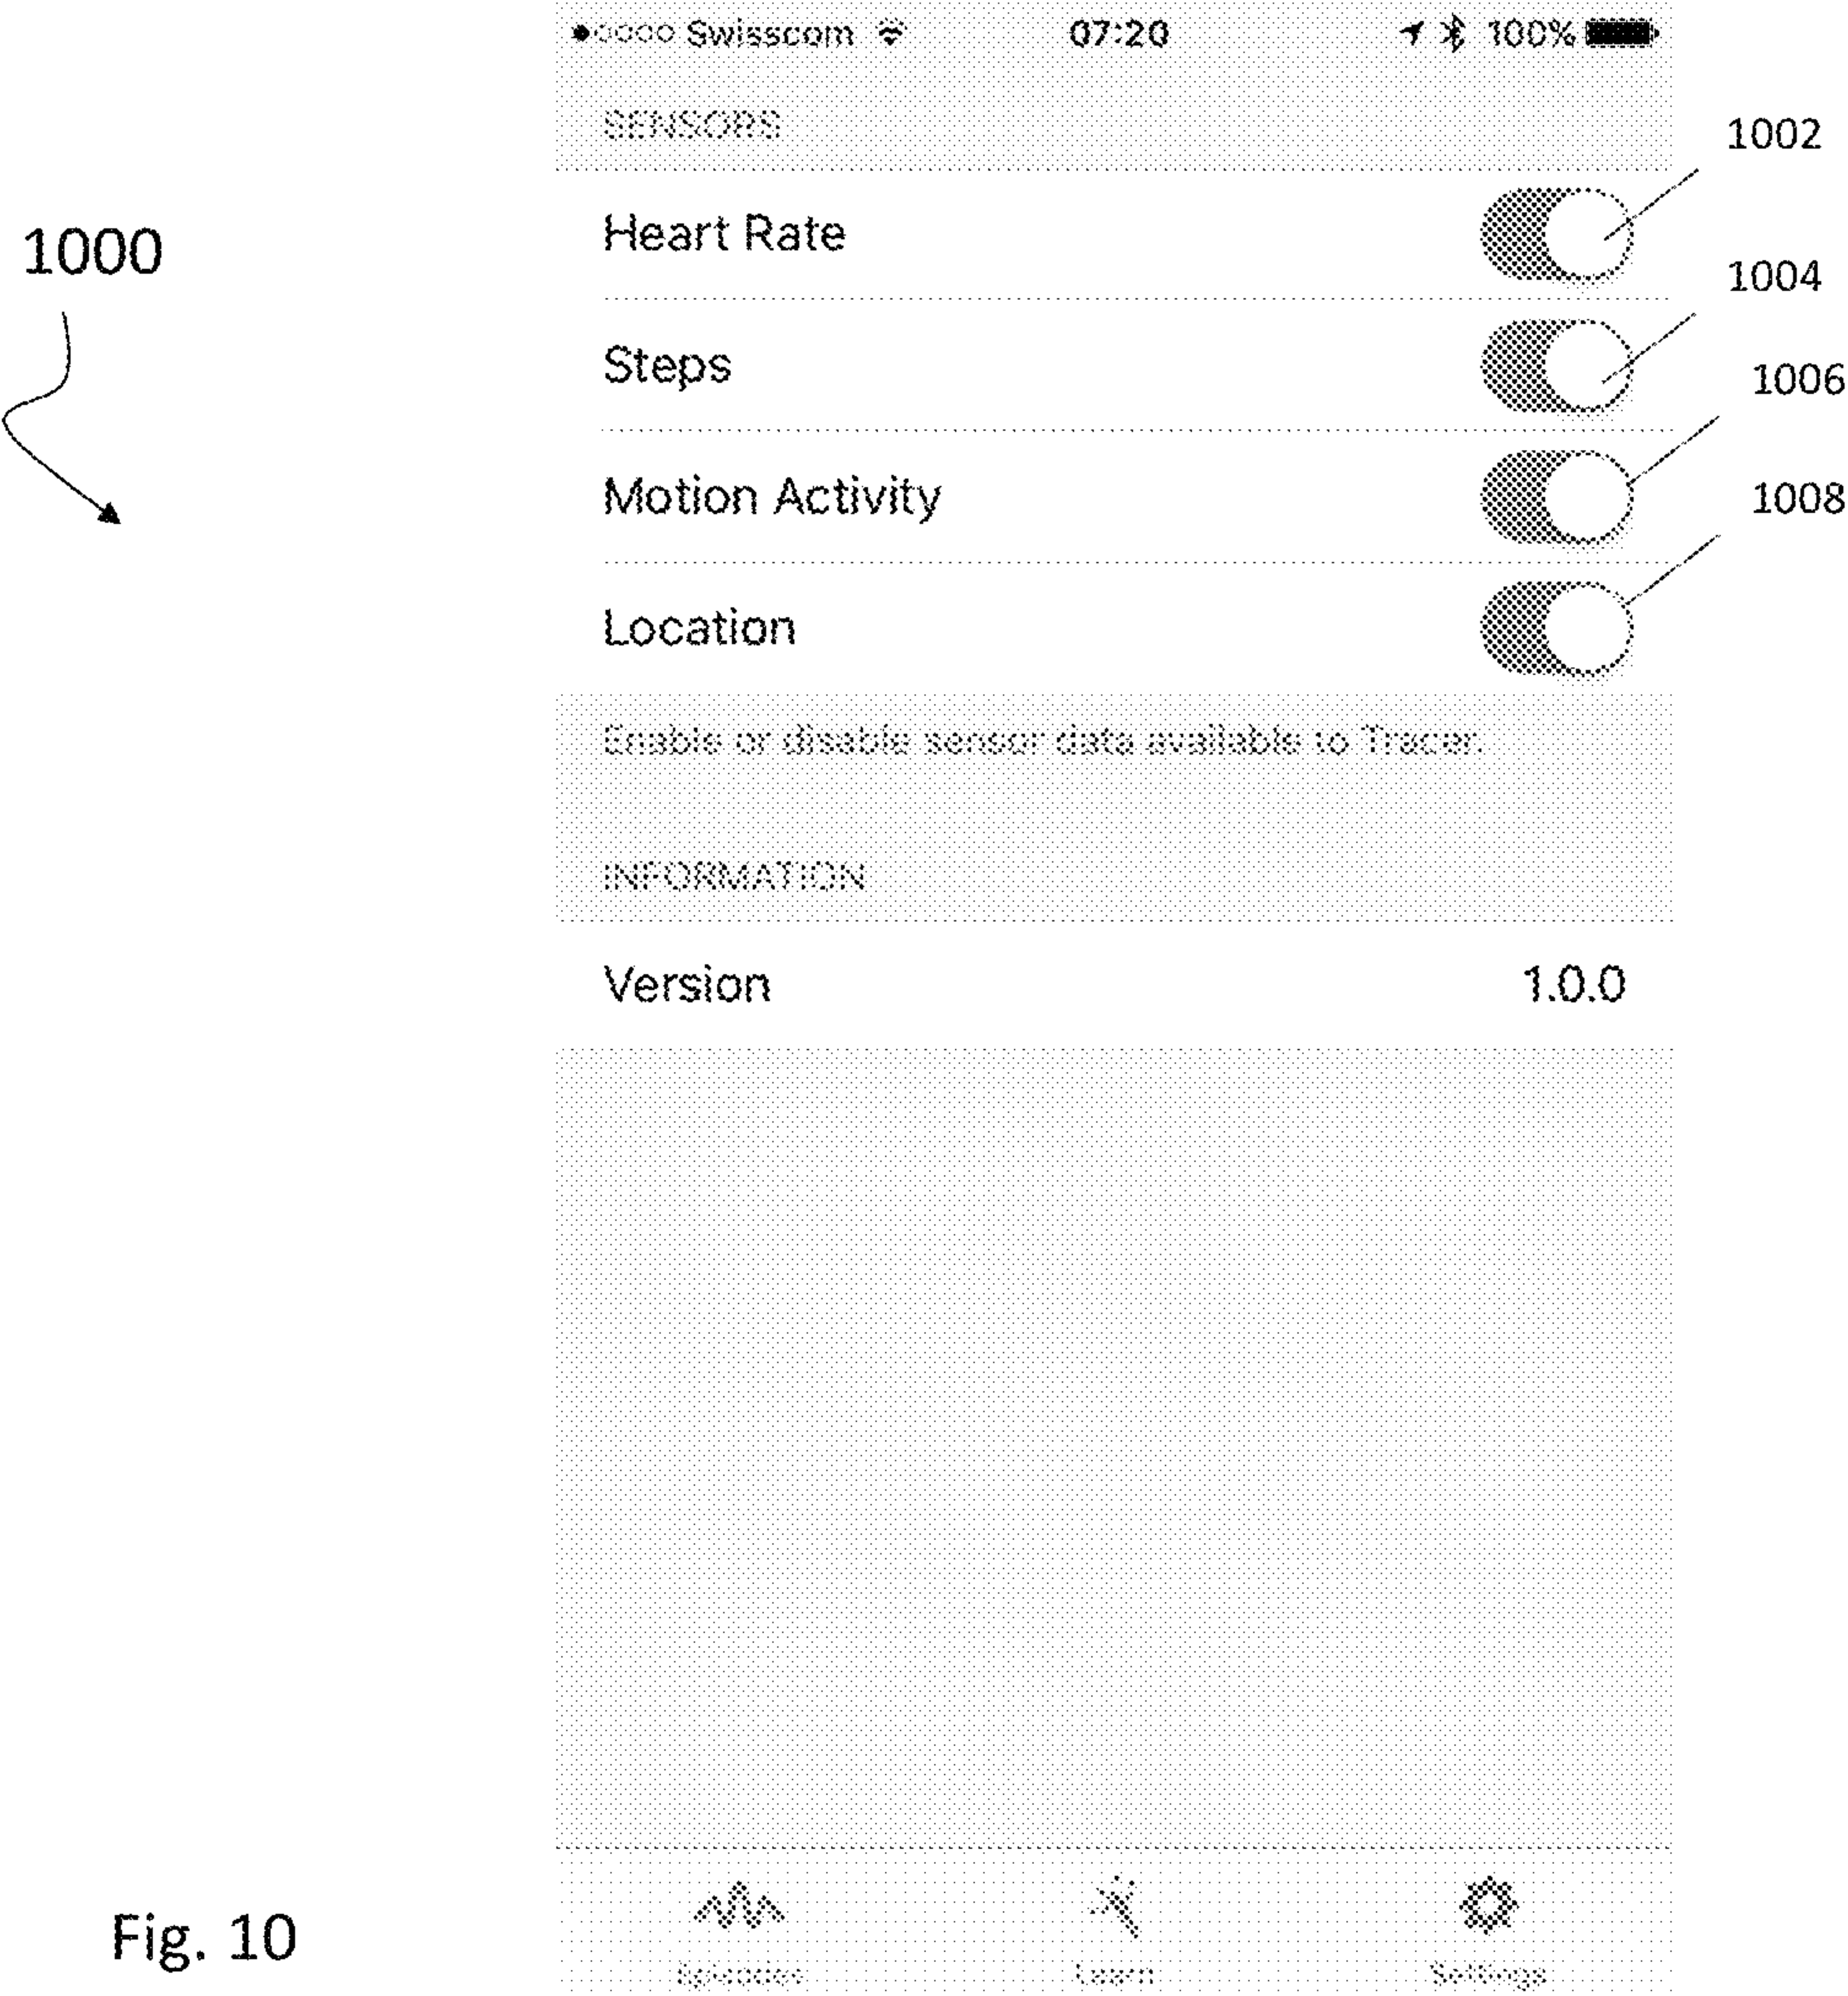 Swisscom 07:20 100%
SENSORS
1002
Heart Rate
1000
1004
Steps
1006
Motion Activity
1008
Location
Enable or disable sensor data available to Tracer.
INFORMATION
Version 1.0.0
Fig. 10
Episodes Learn Settings